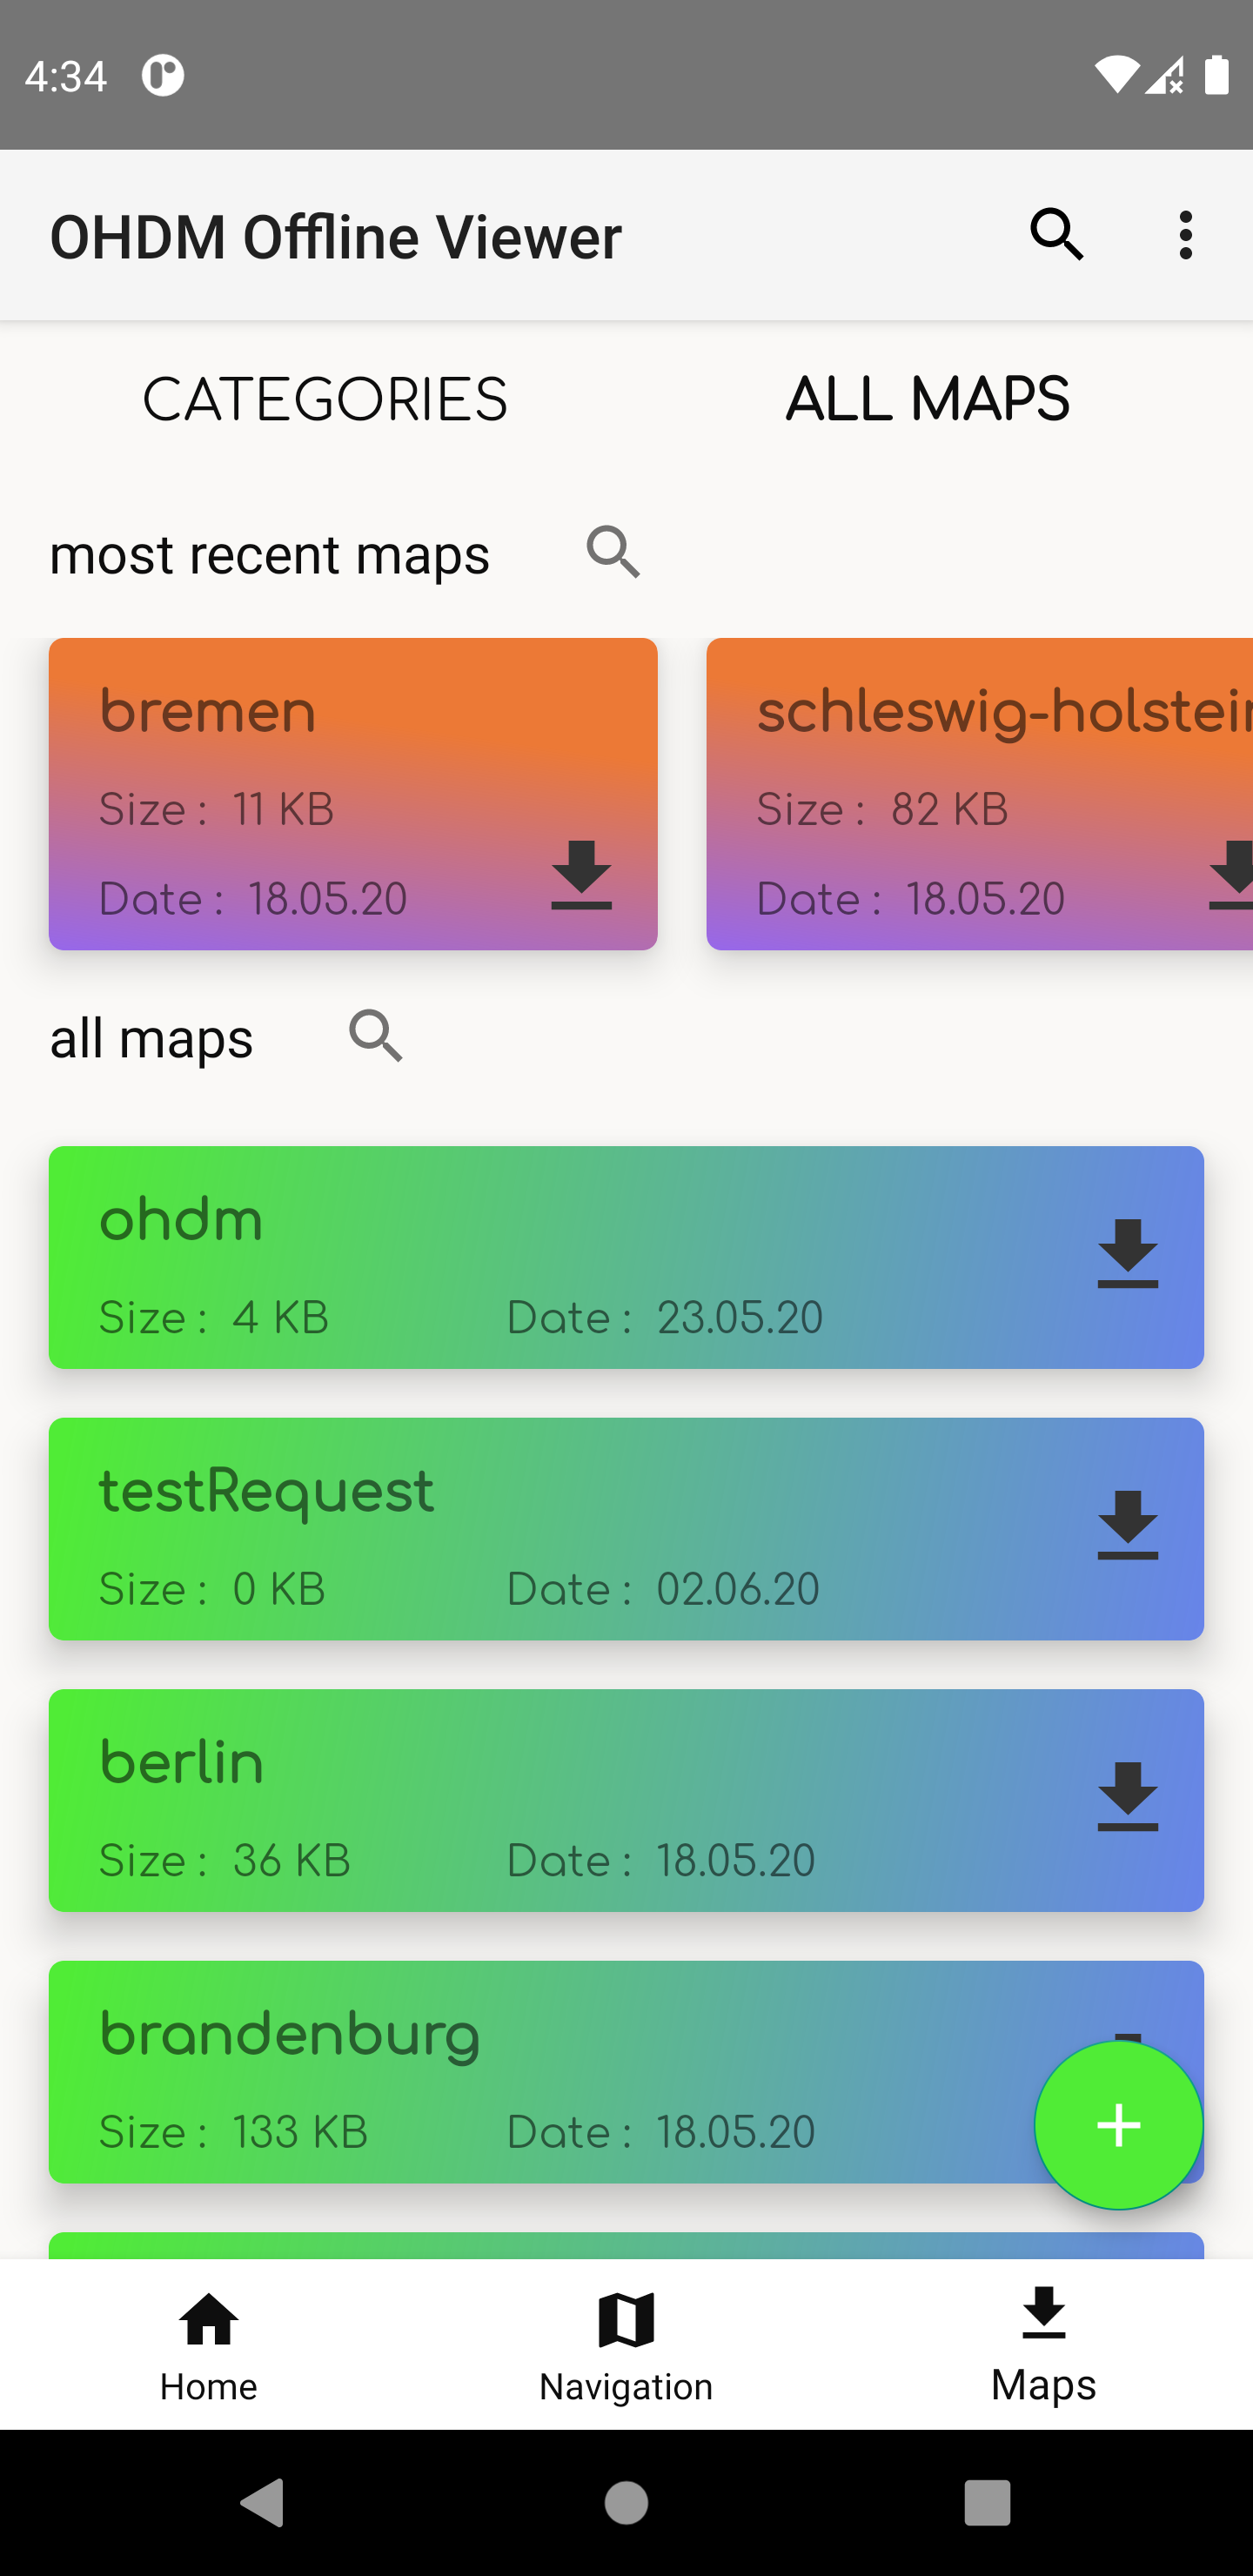 4:34
OHDM Offline Viewer
CATEGORIES ALL MAPS
most recent maps
bremen
Size : 11 KB
Date : 18.05.20
schleswig-holstein
Size : 82 KB
Date : 18.05.20
all maps
ohdm
Size : 4 KB Date : 23.05.20
testRequest
Size : 0 KB Date : 02.06.20
berlin
Size : 36 KB Date : 18.05.20
brandenburg
Size : 133 KB Date : 18.05.20
Home Navigation Maps